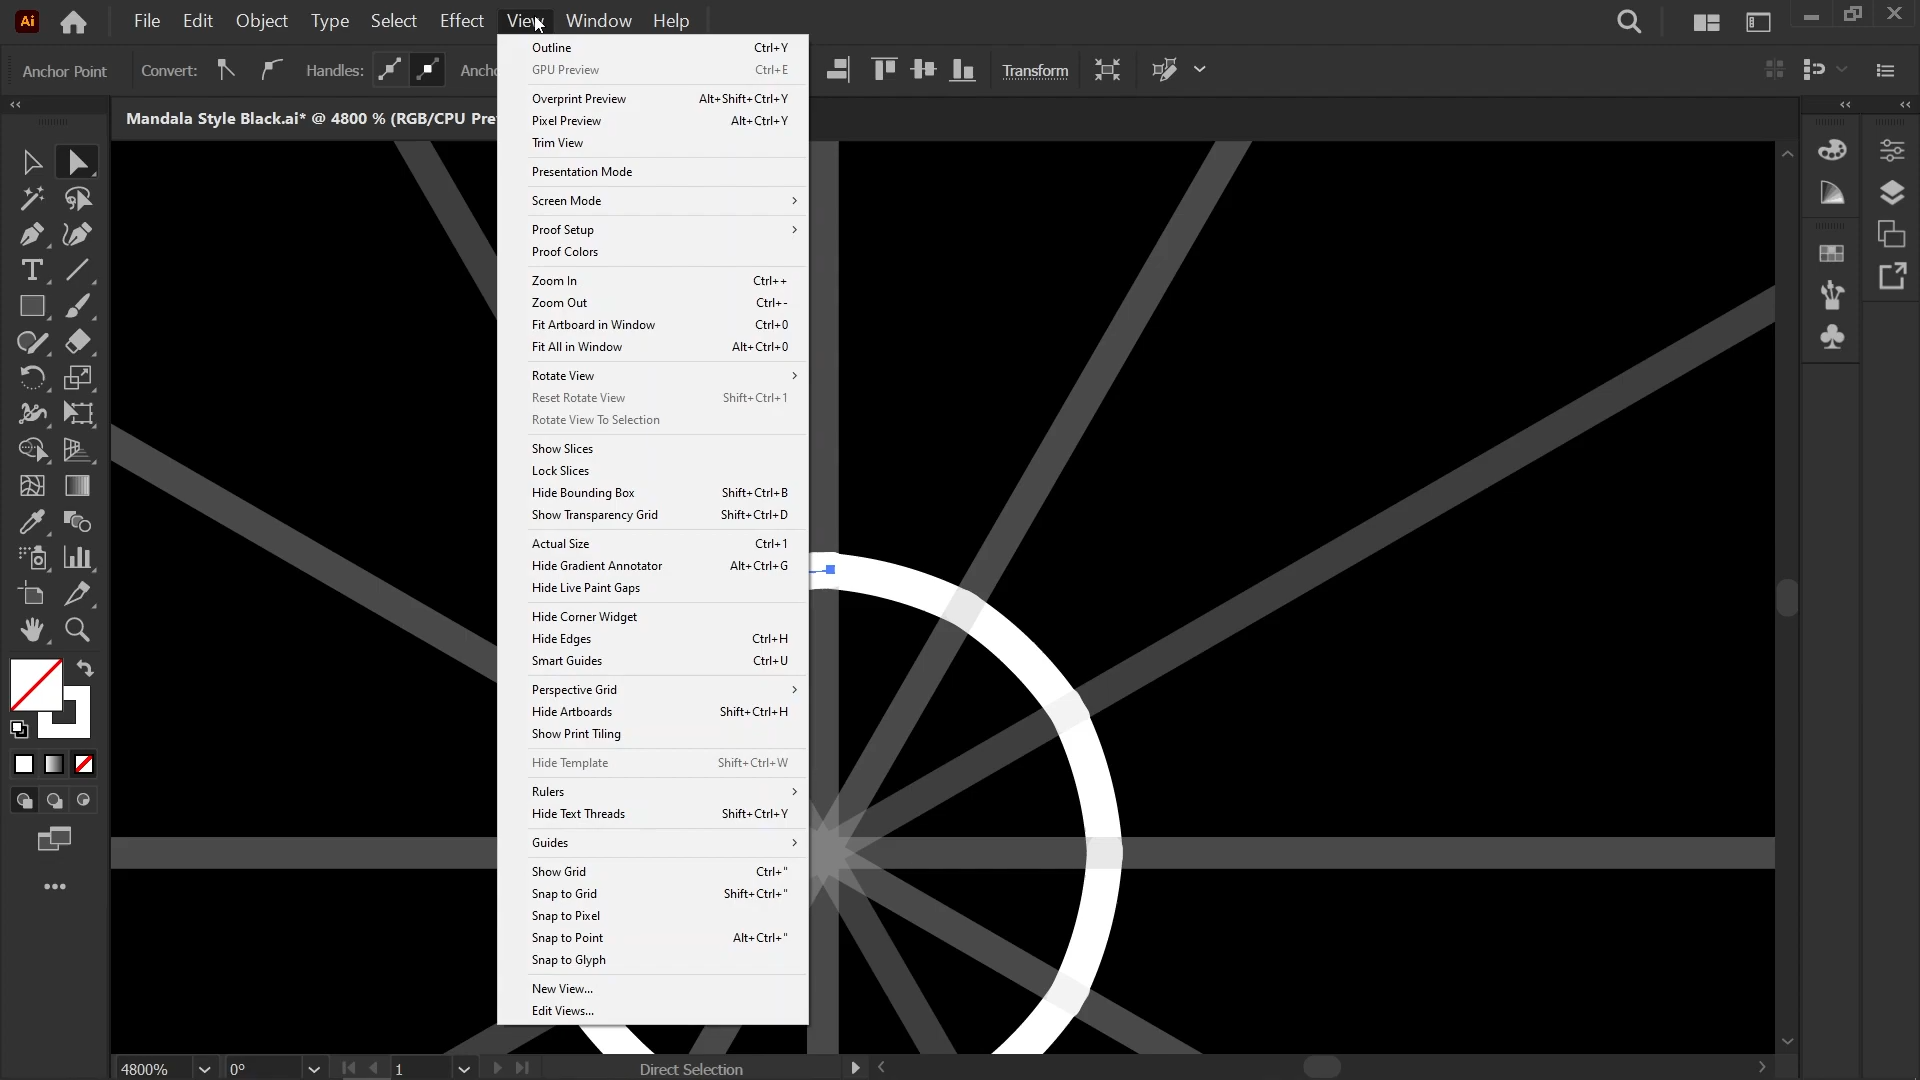 Ai File Edit Object Type Select Effect View Window Help
Anchor Point Convert: Handles: Ancho Transform
Mandala Style Black.ai* @ 4800 % (RGB/CPU Pre
Outline Ctrl+Y
GPU Preview Ctrl+E
Overprint Preview Alt+Shift+Ctrl+Y
Pixel Preview Alt+Ctrl+Y
Trim View
Presentation Mode
Screen Mode
Proof Setup
Proof Colors
Zoom In Ctrl++
Zoom Out Ctrl+-
Fit Artboard in Window Ctrl+0
Fit All in Window Alt+Ctrl+0
Rotate View
Reset Rotate View Shift+Ctrl+1
Rotate View To Selection
Show Slices
Lock Slices
Hide Bounding Box Shift+Ctrl+B
Show Transparency Grid Shift+Ctrl+D
Actual Size Ctrl+1
Hide Gradient Annotator Alt+Ctrl+G
Hide Live Paint Gaps
Hide Corner Widget
Hide Edges Ctrl+H
Smart Guides Ctrl+U
Perspective Grid
Hide Artboards Shift+Ctrl+H
Show Print Tiling
Hide Template Shift+Ctrl+W
Rulers
Hide Text Threads Shift+Ctrl+Y
Guides
Show Grid Ctrl+"
Snap to Grid Shift+Ctrl+"
Snap to Pixel
Snap to Point Alt+Ctrl+"
Snap to Glyph
New View...
Edit Views...
4800% 0° 1 Direct Selection